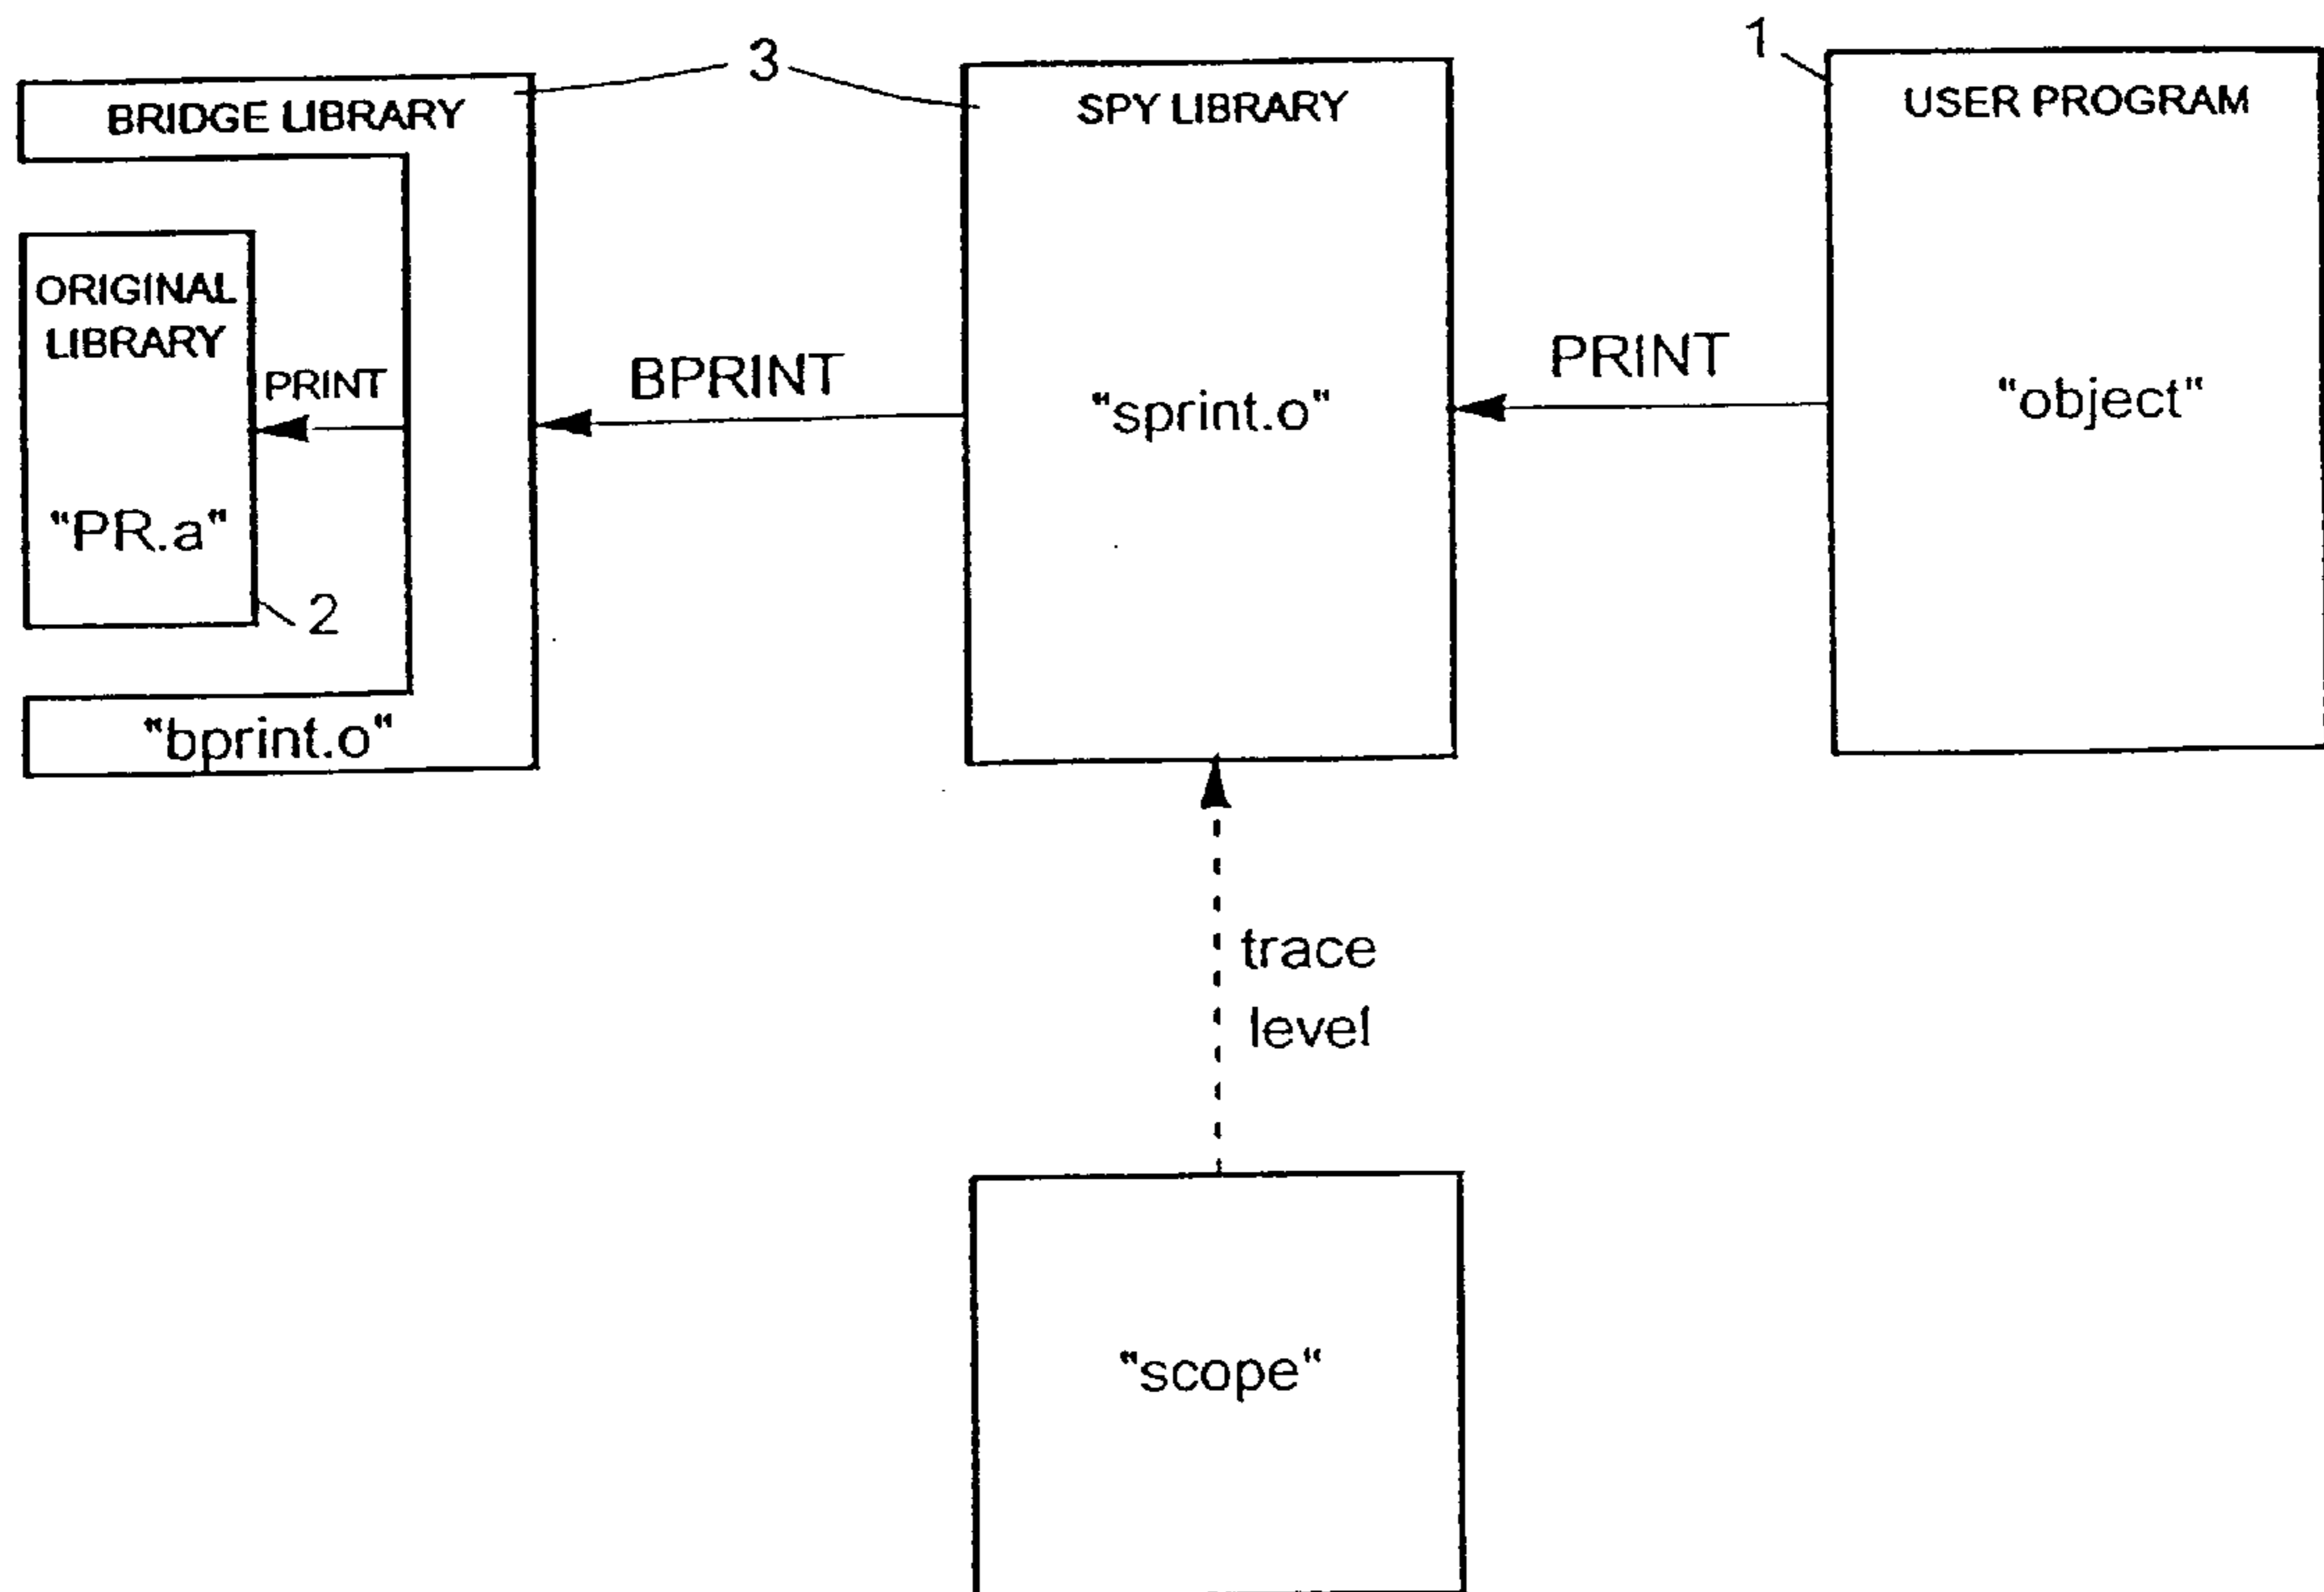 3
1
BRIDGE LIBRARY
SPY LIBRARY
USER PROGRAM
ORIGINAL
LIBRARY
PRINT
BPRINT
PRINT
"sprint.o"
"object"
"PR.a"
2
"bprint.o"
trace
level
"scope"